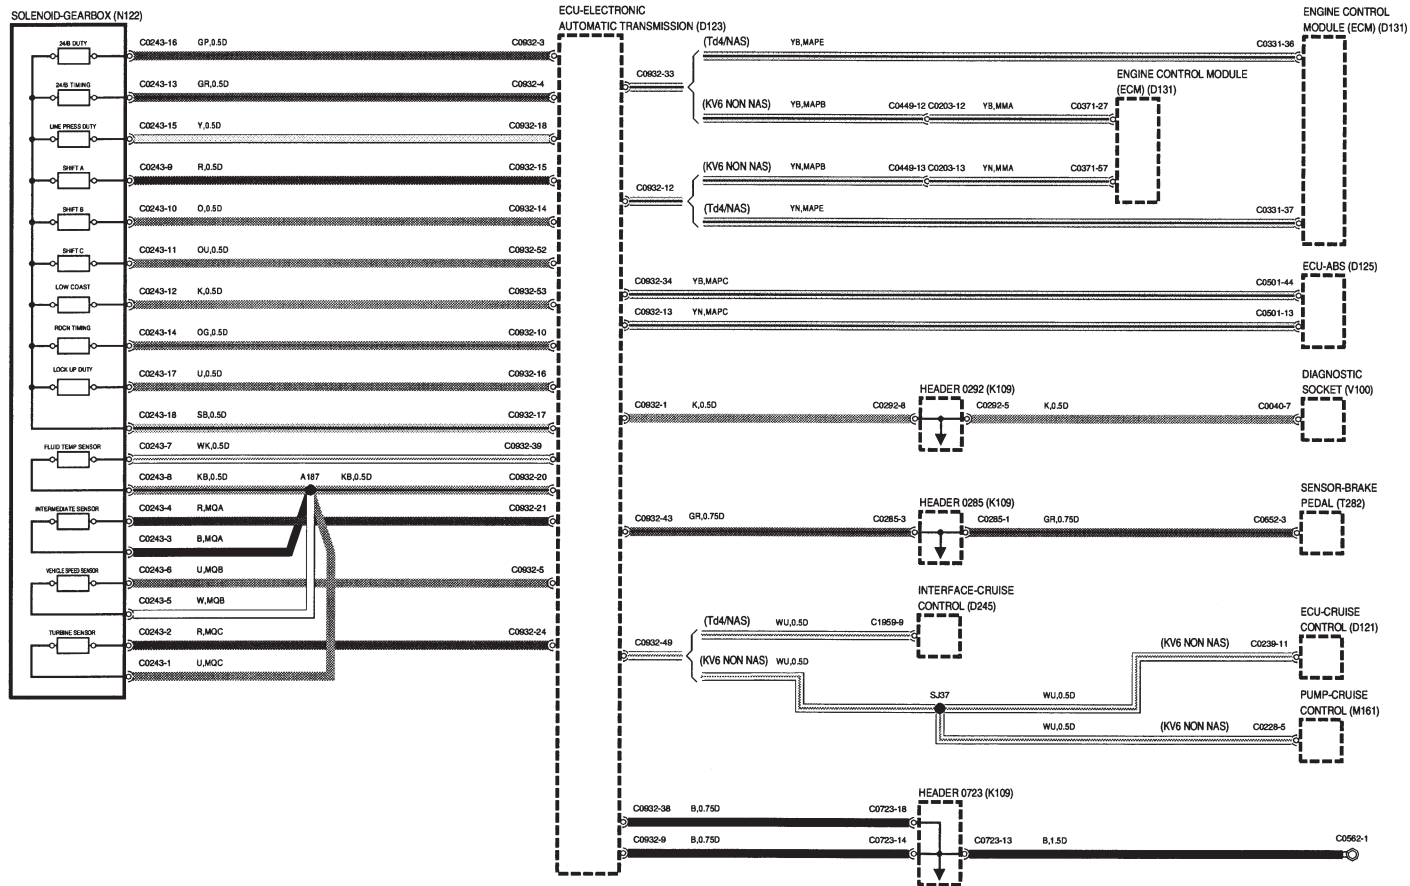 SOLENOID-GEARBOX (N122)
24/B DUTY
C0243-16 GP,0.5D C0932-3
24/B TIMING
C0243-13 GR,0.5D C0932-4
LINE PRESS DUTY
C0243-15 Y,0.5D C0932-18
SHIFT A
C0243-9 R,0.5D C0932-15
SHIFT B
C0243-10 O,0.5D C0932-14
SHIFT C
C0243-11 OU,0.5D C0932-52
LOW COAST
C0243-12 K,0.5D C0932-53
RDCN TIMING
C0243-14 OG,0.5D C0932-10
LOCK UP DUTY
C0243-17 U,0.5D C0932-16
C0243-18 SB,0.5D C0932-17
FLUID TEMP SENSOR
C0243-7 WK,0.5D C0932-39
C0243-8 KB,0.5D A187 KB,0.5D C0932-20
INTERMEDIATE SENSOR
C0243-4 R,MQA C0932-21
C0243-3 B,MQA
VEHICLE SPEED SENSOR
C0243-6 U,MQB C0932-5
C0243-5 W,MQB
TURBINE SENSOR
C0243-2 R,MQC C0932-24
C0243-1 U,MQC
ECU-ELECTRONIC
AUTOMATIC TRANSMISSION (D123)
C0932-33
(Td4/NAS) YB,MAPE C0331-36
ENGINE CONTROL
MODULE (ECM) (D131)
(KV6 NON NAS) YB,MAPB C0449-12 C0203-12 YB,MMA C0371-27
ENGINE CONTROL MODULE
(ECM) (D131)
C0932-12
(KV6 NON NAS) YN,MAPB C0449-13 C0203-13 YN,MMA C0371-57
(Td4/NAS) YN,MAPE C0331-37
ECU-ABS (D125)
C0932-34 YB,MAPC C0501-44
C0932-13 YN,MAPC C0501-13
DIAGNOSTIC
SOCKET (V100)
HEADER 0292 (K109)
C0932-1 K,0.5D C0292-8 C0292-5 K,0.5D C0040-7
SENSOR-BRAKE
PEDAL (T282)
HEADER 0285 (K109)
C0932-43 GR,0.75D C0285-3 C0285-1 GR,0.75D C0652-3
INTERFACE-CRUISE
CONTROL (D245)
C0932-49
(Td4/NAS) WU,0.5D C1959-9
(KV6 NON NAS) WU,0.5D
ECU-CRUISE
CONTROL (D121)
(KV6 NON NAS) C0239-11
SJ37 WU,0.5D
PUMP-CRUISE
CONTROL (M161)
WU,0.5D (KV6 NON NAS) C0228-5
HEADER 0723 (K109)
C0932-38 B,0.75D C0723-18
C0932-9 B,0.75D C0723-14 C0723-13 B,1.5D C0562-1